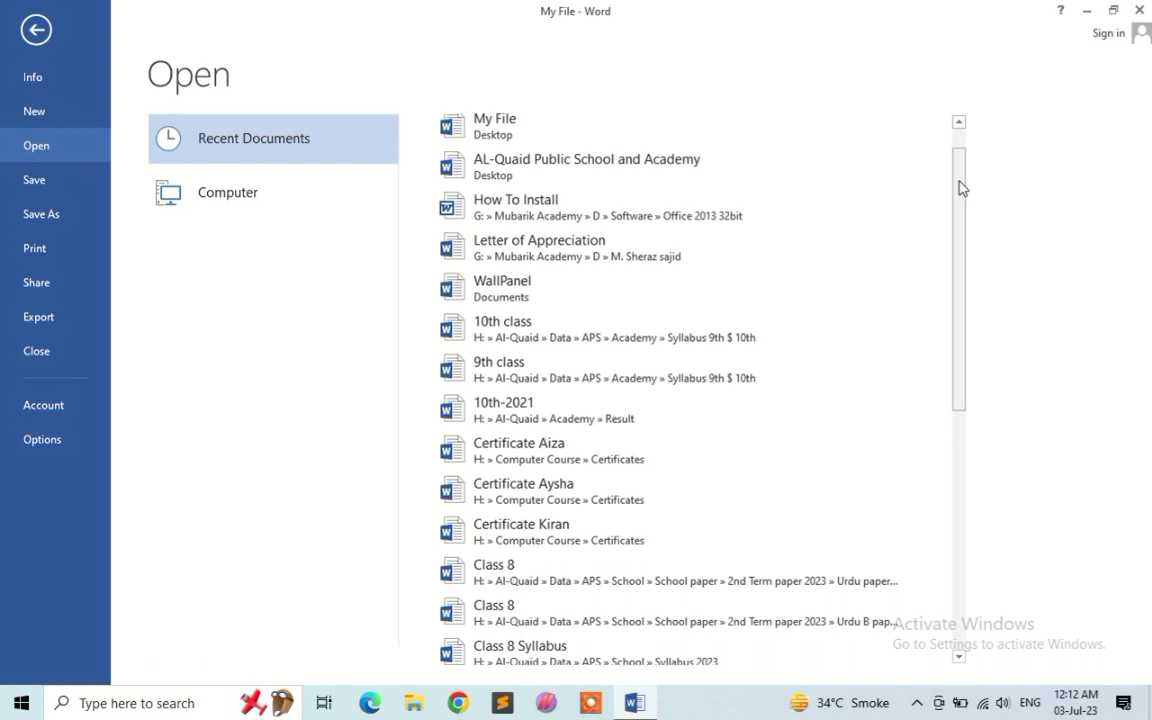 My File - Word
?
Sign in
Info
New
Open
Save
Save As
Print
Share
Export
Close
Account
Options
Open
Recent Documents
Computer
My File
Desktop
AL-Quaid Public School and Academy
Desktop
How To Install
G: » Mubarik Academy » D » Software » Office 2013 32bit
Letter of Appreciation
G: » Mubarik Academy » D » M. Sheraz sajid
WallPanel
Documents
10th class
H: » Al-Quaid » Data » APS » Academy » Syllabus 9th $ 10th
9th class
H: » Al-Quaid » Data » APS » Academy » Syllabus 9th $ 10th
10th-2021
H: » Al-Quaid » Academy » Result
Certificate Aiza
H: » Computer Course » Certificates
Certificate Aysha
H: » Computer Course » Certificates
Certificate Kiran
H: » Computer Course » Certificates
Class 8
H: » Al-Quaid » Data » APS » School » School paper » 2nd Term paper 2023 » Urdu paper...
Class 8
H: » Al-Quaid » Data » APS » School » School paper » 2nd Term paper 2023 » Urdu B pap...
Class 8 Syllabus
H: » Al-Quaid » Data » APS » School » Syllabus 2023
Activate Windows
Go to Settings to activate Windows.
Type here to search
34°C Smoke
ENG
12:12 AM
03-Jul-23